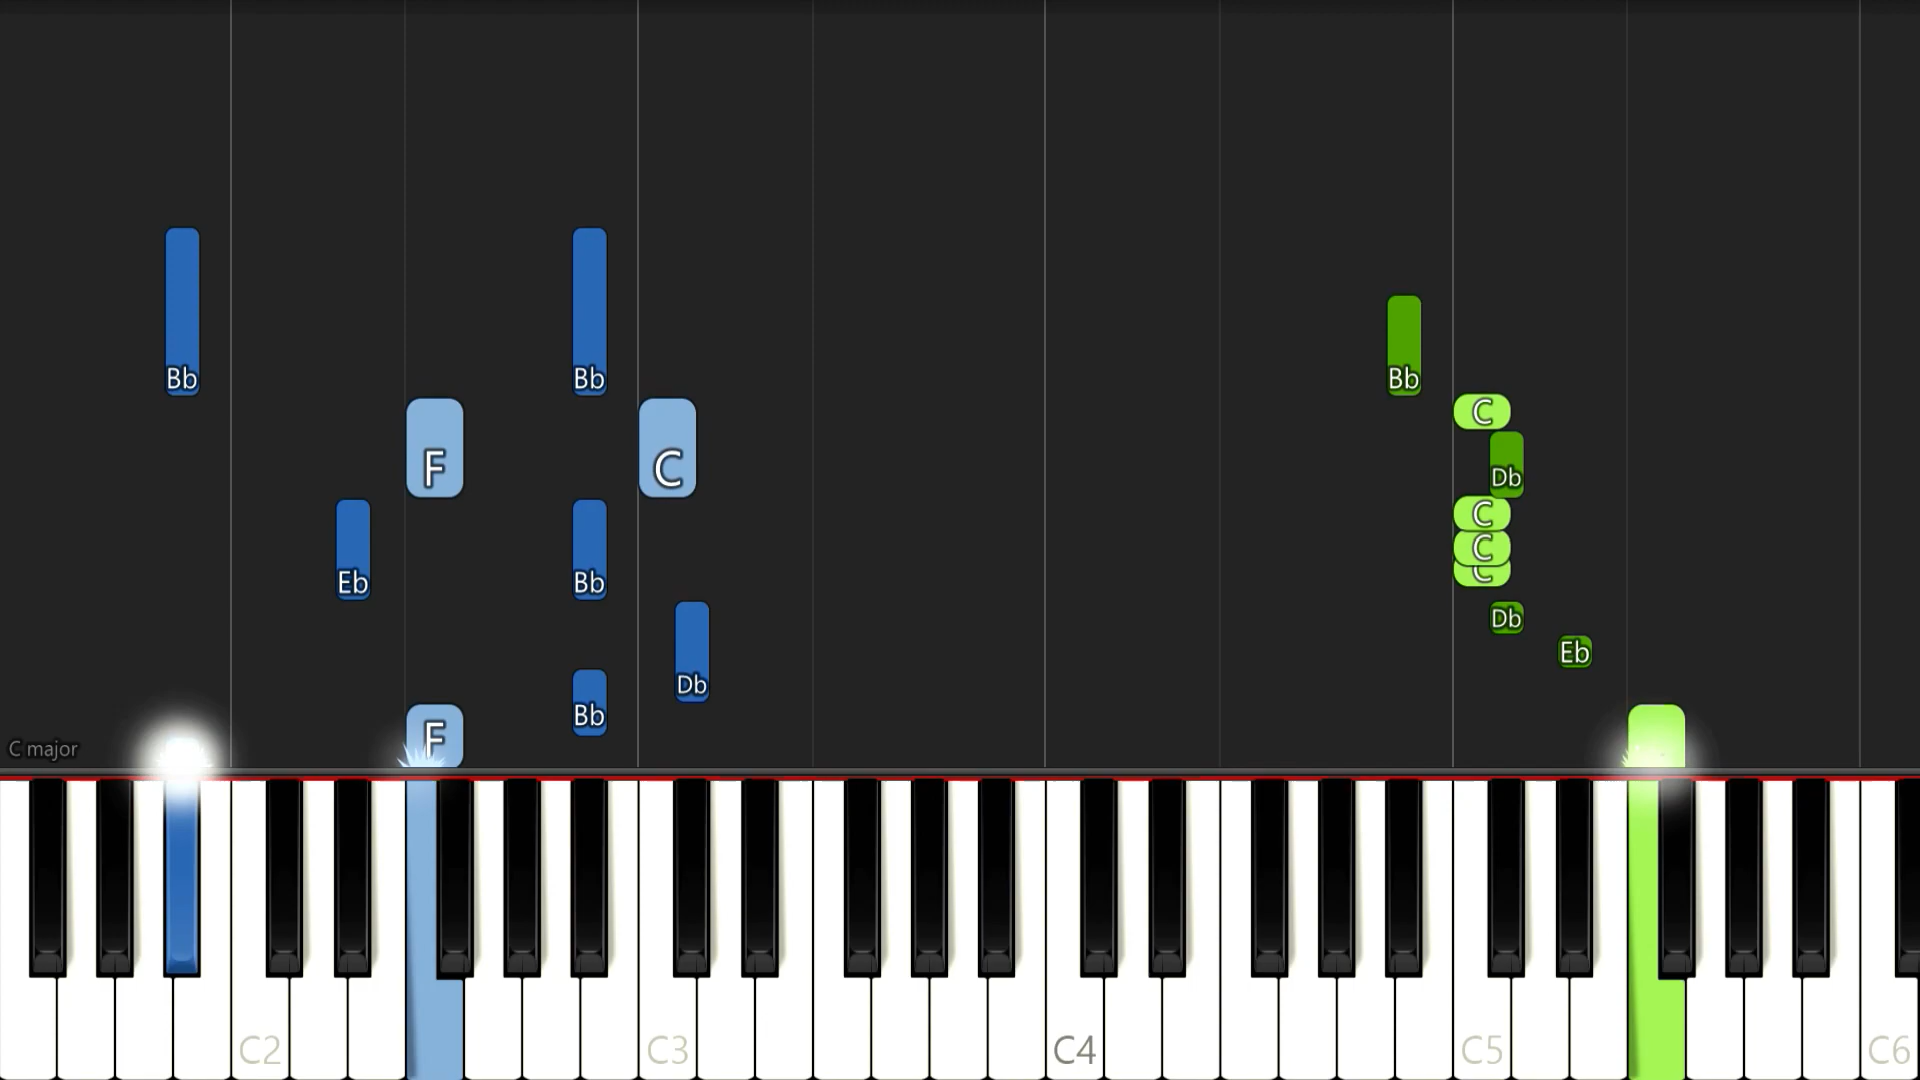 Bb Bb Bb
C
F C Db
C
C
Eb Bb C
Db
Eb
Db
Bb
F
C major
C2 C3 C4 C5 C6